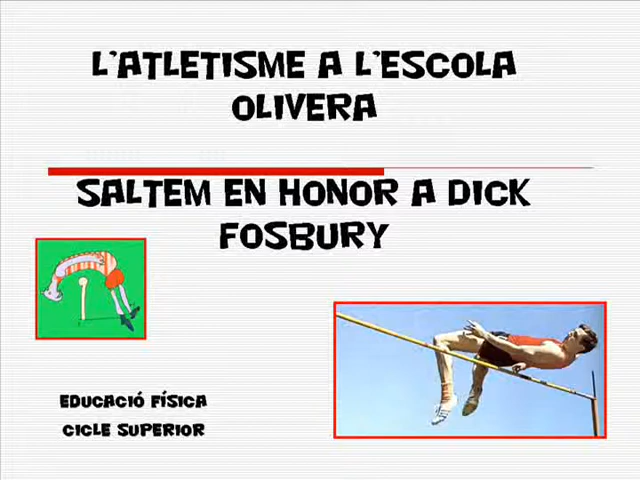 L'ATLETISME A L'ESCOLA
OLIVERA
SALTEM EN HONOR A DICK
FOSBURY
EDUCACIÓ FÍSICA
CICLE SUPERIOR